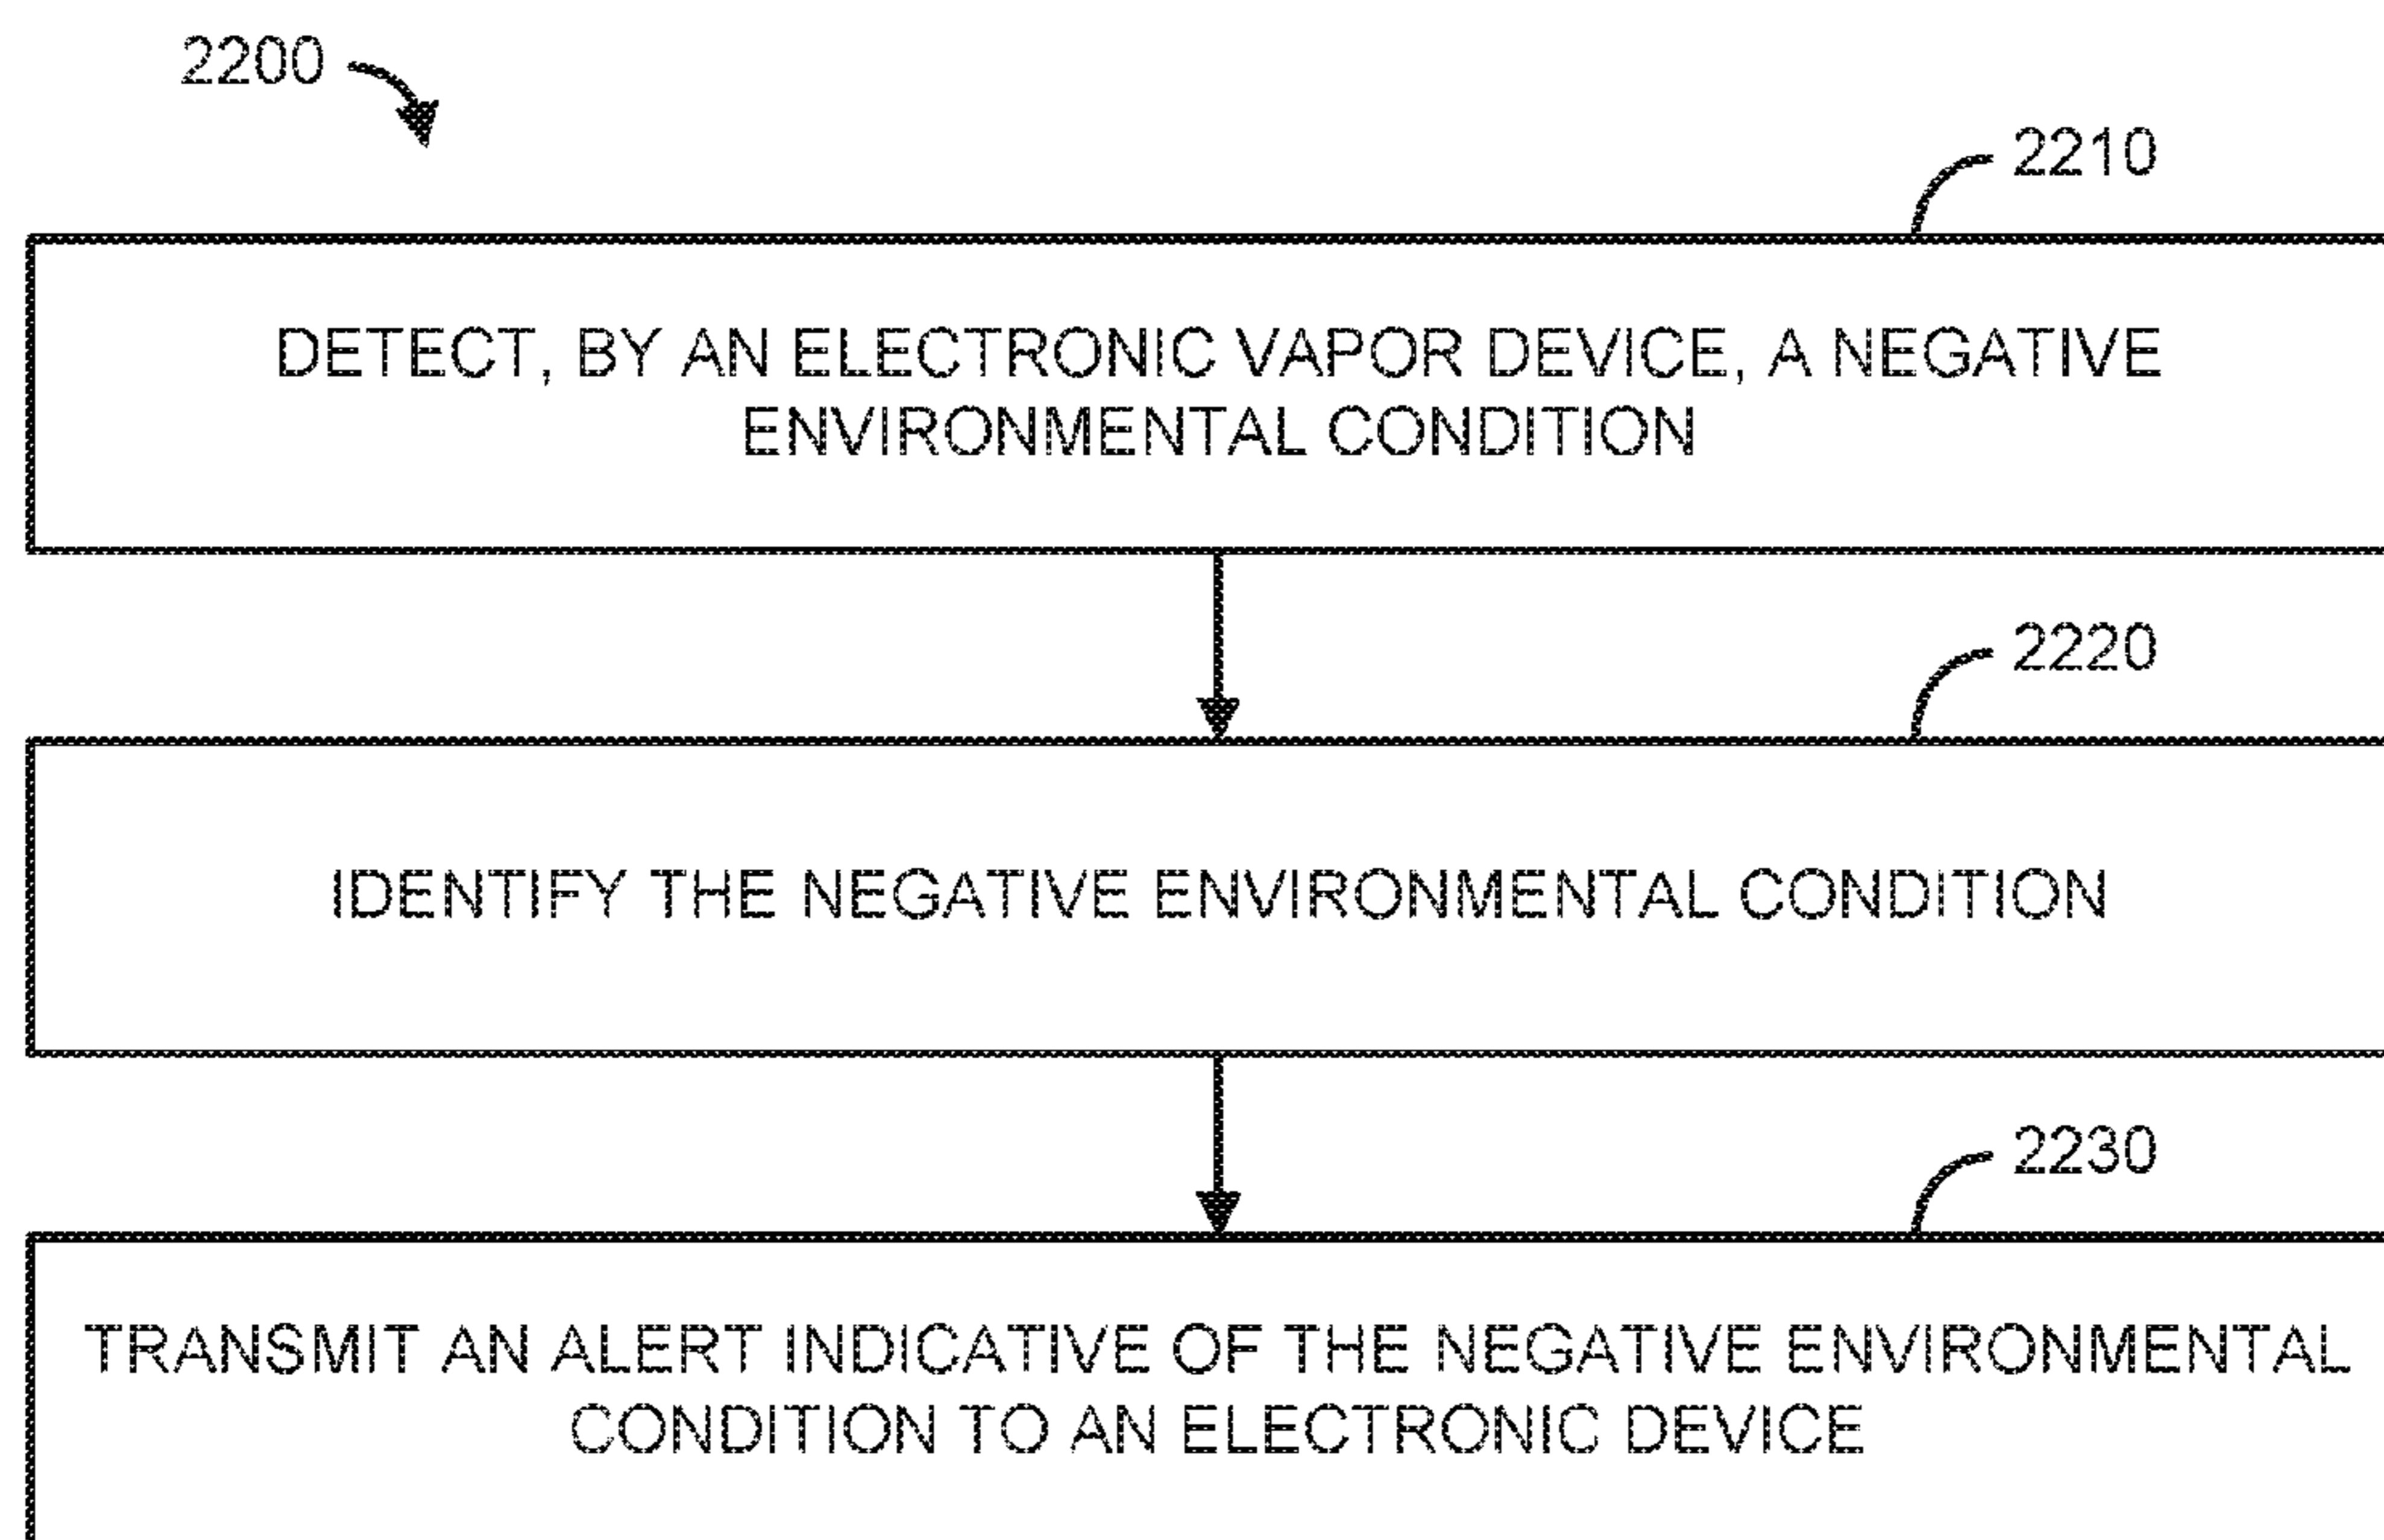 2200
2210
DETECT, BY AN ELECTRONIC VAPOR DEVICE, A NEGATIVE
ENVIRONMENTAL CONDITION
2220
IDENTIFY THE NEGATIVE ENVIRONMENTAL CONDITION
2230
TRANSMIT AN ALERT INDICATIVE OF THE NEGATIVE ENVIRONMENTAL
CONDITION TO AN ELECTRONIC DEVICE